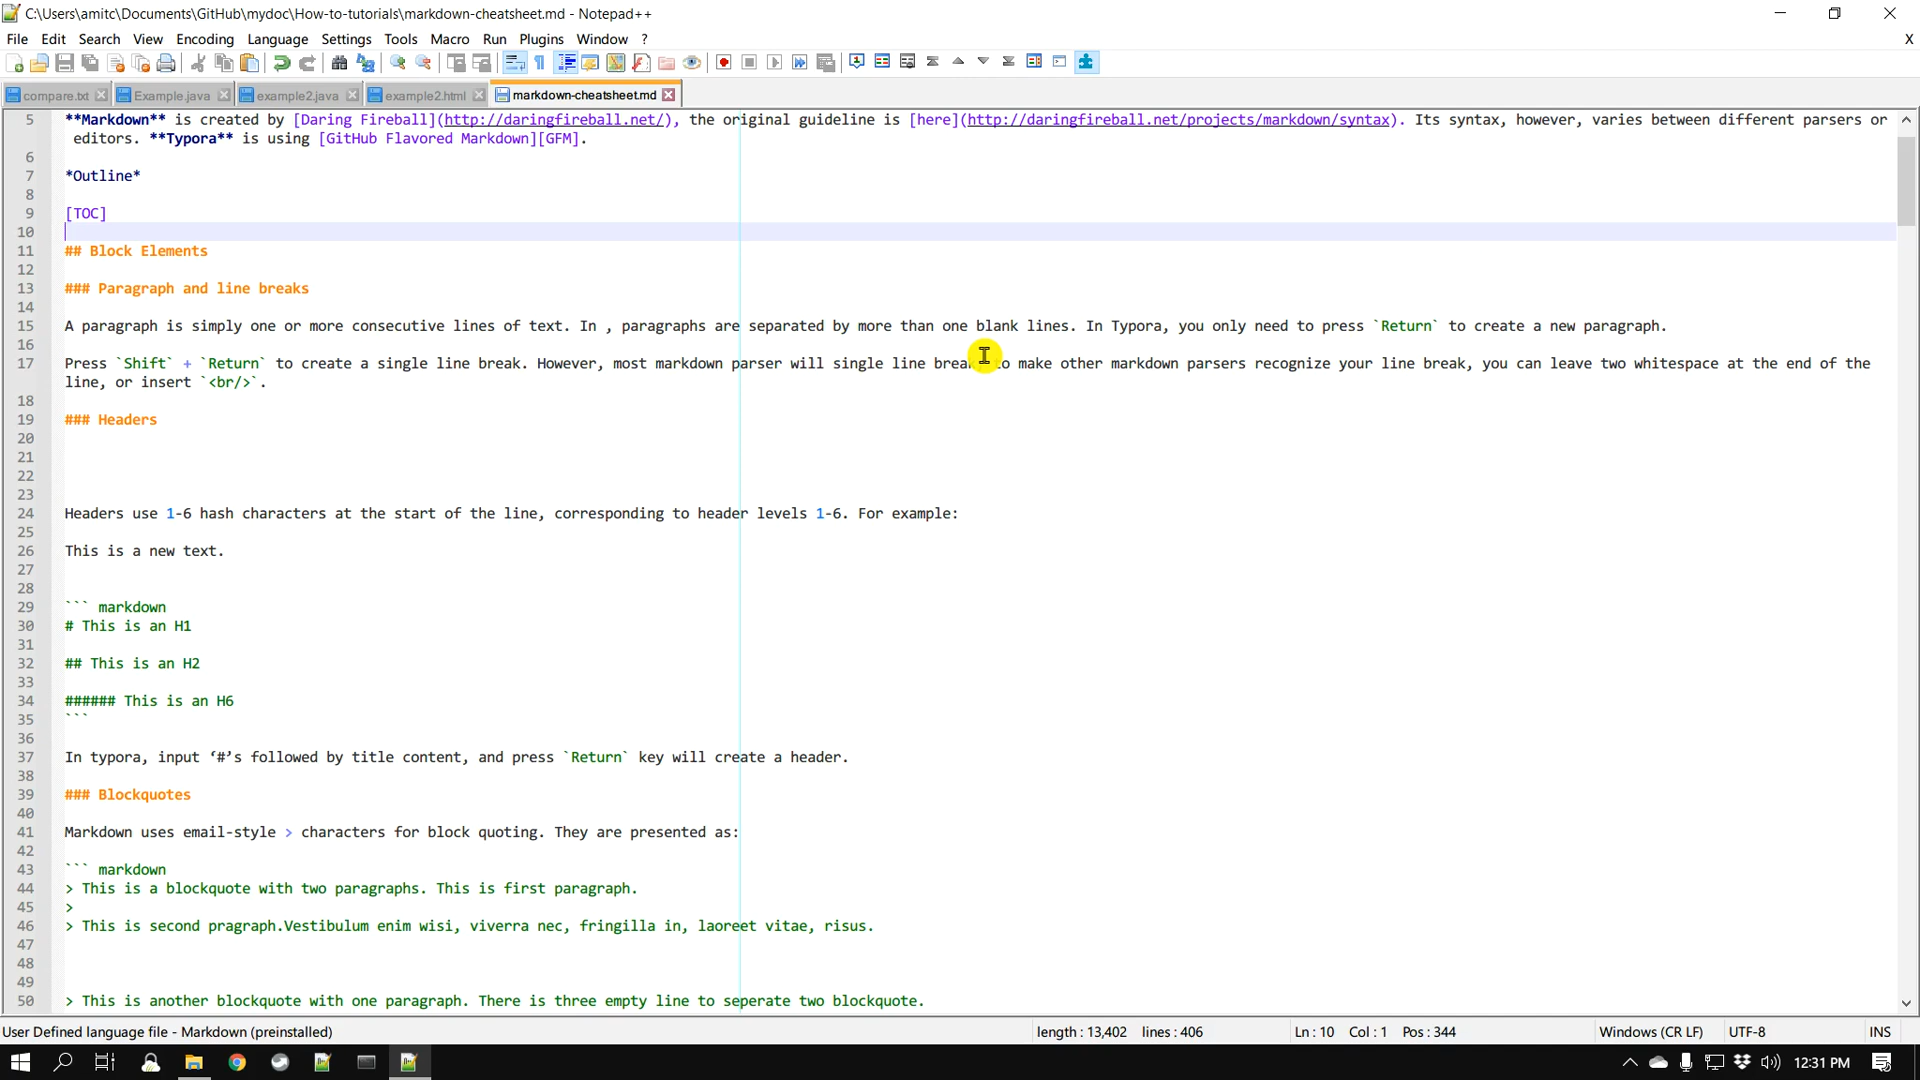 C:\Users\amitc\Documents\GitHub\mydoc\How-to-tutorials\markdown-cheatsheet.md - Notepad++
File Edit Search View Encoding Language Settings Tools Macro Run Plugins Window ? X
compare.txt Example.java example2.java example2.html markdown-cheatsheet.md
5 **Markdown** is created by [Daring Fireball](http://daringfireball.net/), the original guideline is [here](http://daringfireball.net/projects/markdown/syntax). Its syntax, however, varies between different parsers or
editors. **Typora** is using [GitHub Flavored Markdown][GFM].
6
7 *Outline*
8
9 [TOC]
10
11 ## Block Elements
12
13 ### Paragraph and line breaks
14
15 A paragraph is simply one or more consecutive lines of text. In , paragraphs are separated by more than one blank lines. In Typora, you only need to press `Return` to create a new paragraph.
16
17 Press `Shift` + `Return` to create a single line break. However, most markdown parser will single line break, to make other markdown parsers recognize your line break, you can leave two whitespace at the end of the
line, or insert `<br/>`.
18
19 ### Headers
20
21
22
23
24 Headers use 1-6 hash characters at the start of the line, corresponding to header levels 1-6. For example:
25
26 This is a new text.
27
28
29 ``` markdown
30 # This is an H1
31
32 ## This is an H2
33
34 ###### This is an H6
35 ```
36
37 In typora, input ‘#’s followed by title content, and press `Return` key will create a header.
38
39 ### Blockquotes
40
41 Markdown uses email-style > characters for block quoting. They are presented as:
42
43 ``` markdown
44 > This is a blockquote with two paragraphs. This is first paragraph.
45 >
46 > This is second pragraph.Vestibulum enim wisi, viverra nec, fringilla in, laoreet vitae, risus.
47
48
49
50 > This is another blockquote with one paragraph. There is three empty line to seperate two blockquote.
User Defined language file - Markdown (preinstalled) length : 13,402 lines : 406 Ln : 10 Col : 1 Pos : 344 Windows (CR LF) UTF-8 INS
12:31 PM